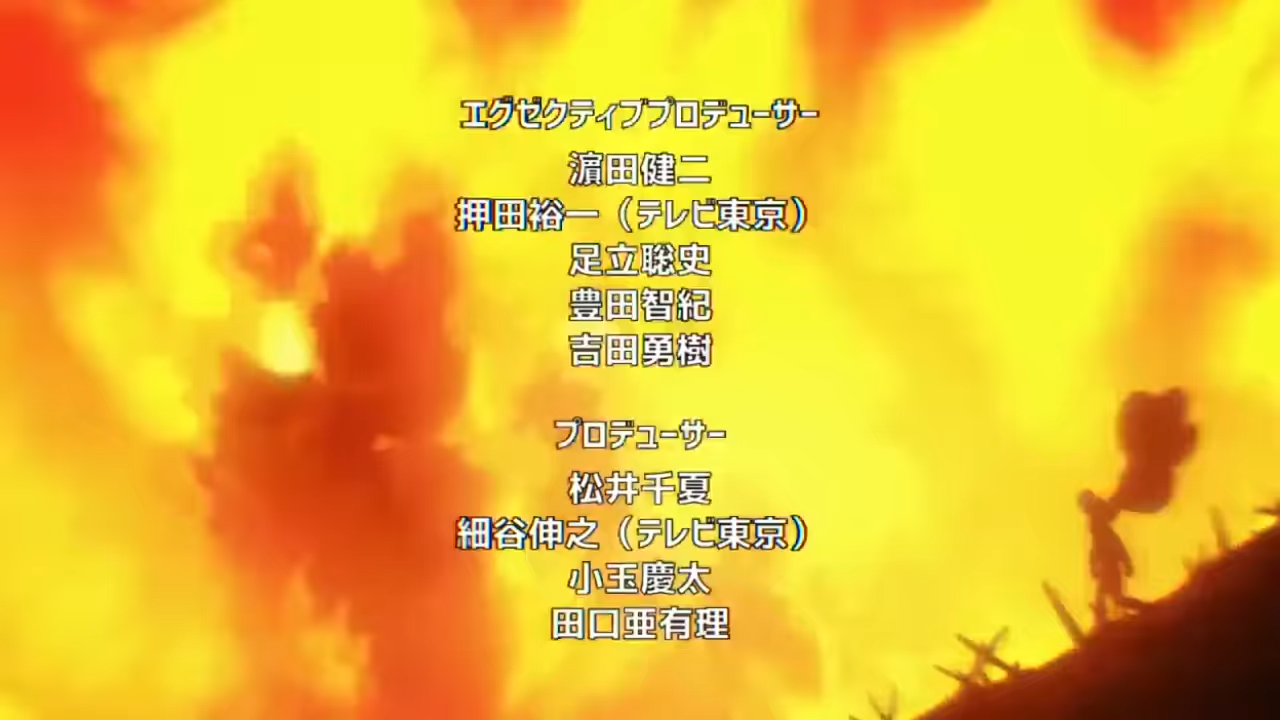 エグゼクティブプロデューサー
濵田健二
押田裕一（テレビ東京）
足立聡史
豊田智紀
吉田勇樹
プロデューサー
松井千夏
細谷伸之（テレビ東京）
小玉慶太
田口亜有理